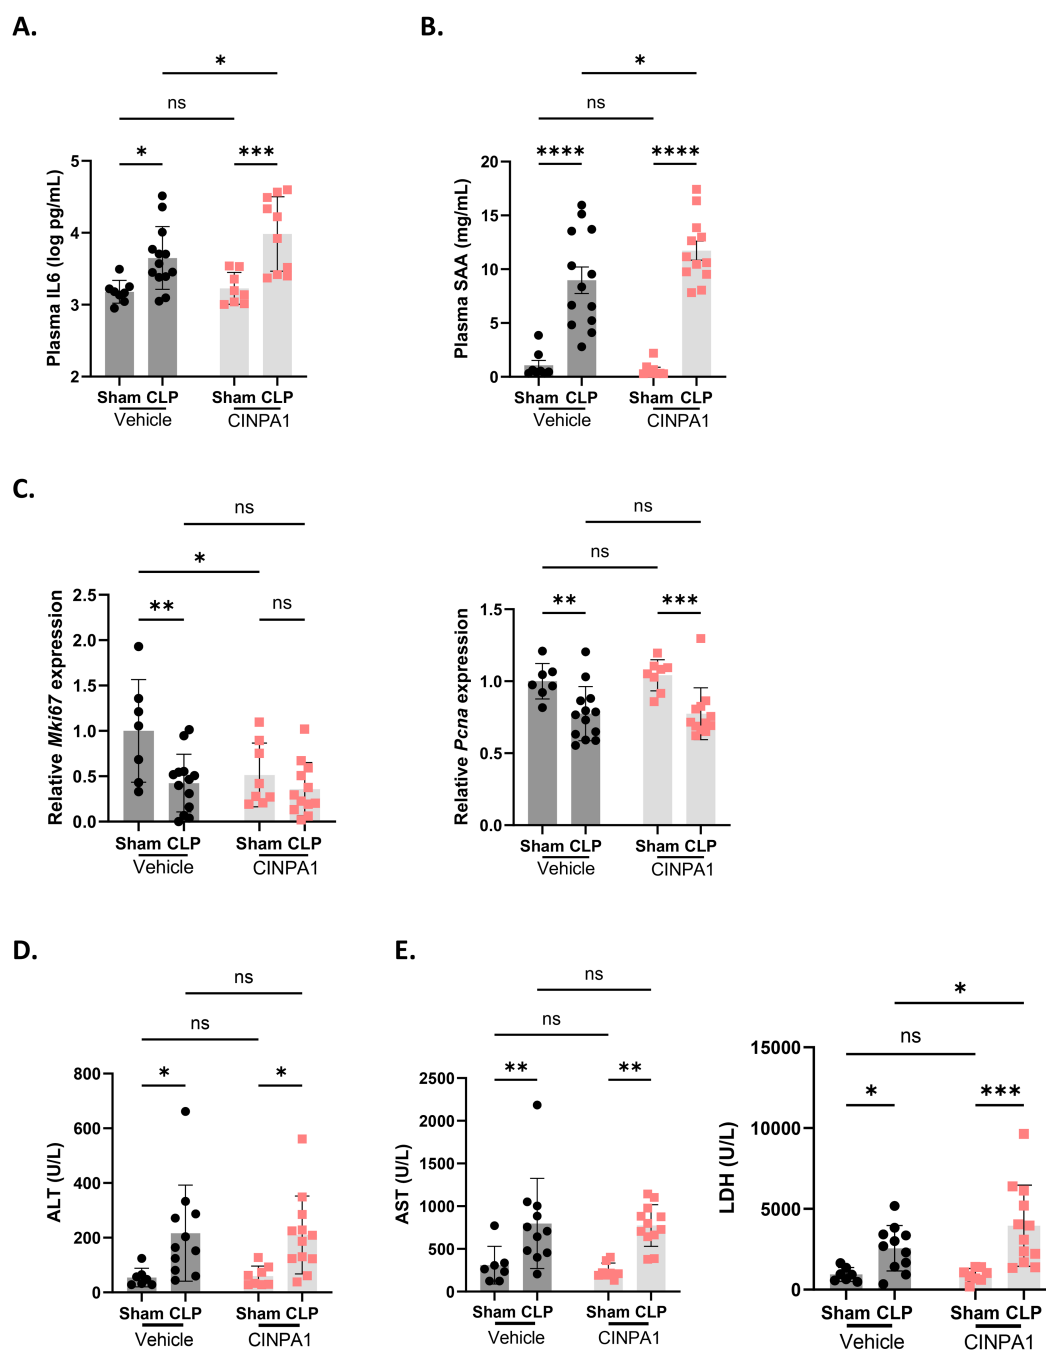 A.
B.
*
ns
*
***
Plasma IL6 (log pg/mL)
5
4
3
2
Sham CLP
Sham CLP
Vehicle
CINPA1
*
ns
****
****
Plasma SAA (mg/mL)
20
15
10
5
0
Sham CLP
Sham CLP
Vehicle
CINPA1
C.
ns
*
**
ns
Relative Mki67 expression
2.5
2.0
1.5
1.0
0.5
0.0
Sham CLP
Sham CLP
Vehicle
CINPA1
ns
ns
**
***
Relative Pcna expression
1.5
1.0
0.5
0.0
Sham CLP
Sham CLP
Vehicle
CINPA1
D.
E.
ns
ns
*
*
ALT (U/L)
800
600
400
200
0
Sham CLP
Sham CLP
Vehicle
CINPA1
ns
ns
**
**
AST (U/L)
2500
2000
1500
1000
500
0
Sham CLP
Sham CLP
Vehicle
CINPA1
*
ns
*
***
LDH (U/L)
15000
10000
5000
0
Sham CLP
Sham CLP
Vehicle
CINPA1